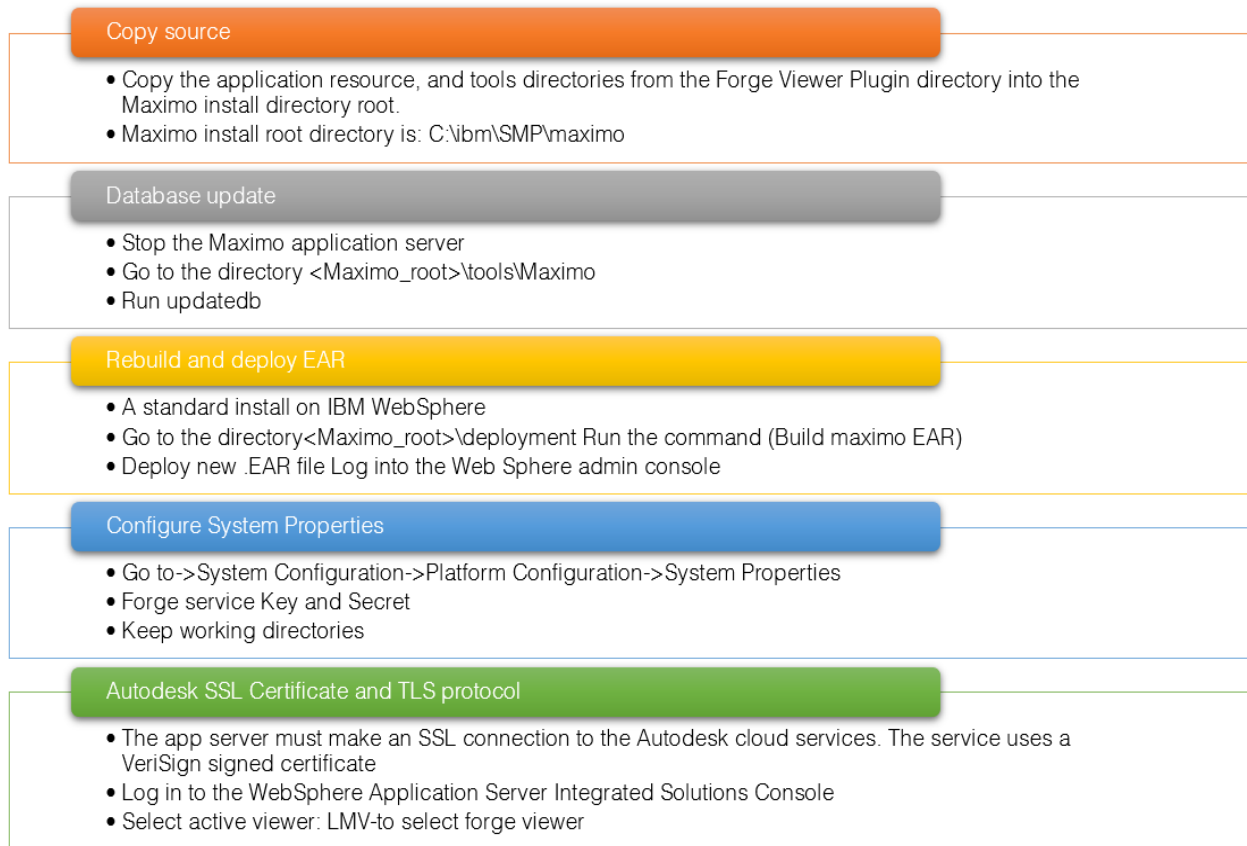 Copy source
• Copy the application resource, and tools directories from the Forge Viewer Plugin directory into the
Maximo install directory root.
• Maximo install root directory is: C:\ibm\SMP\maximo
Database update
• Stop the Maximo application server
• Go to the directory <Maximo_root>\tools\Maximo
• Run updatedb
Rebuild and deploy EAR
• A standard install on IBM WebSphere
• Go to the directory<Maximo_root>\deployment Run the command (Build maximo EAR)
• Deploy new .EAR file Log into the Web Sphere admin console
Configure System Properties
• Go to->System Configuration->Platform Configuration->System Properties
• Forge service Key and Secret
• Keep working directories
Autodesk SSL Certificate and TLS protocol
• The app server must make an SSL connection to the Autodesk cloud services. The service uses a
VeriSign signed certificate
• Log in to the WebSphere Application Server Integrated Solutions Console
• Select active viewer: LMV-to select forge viewer